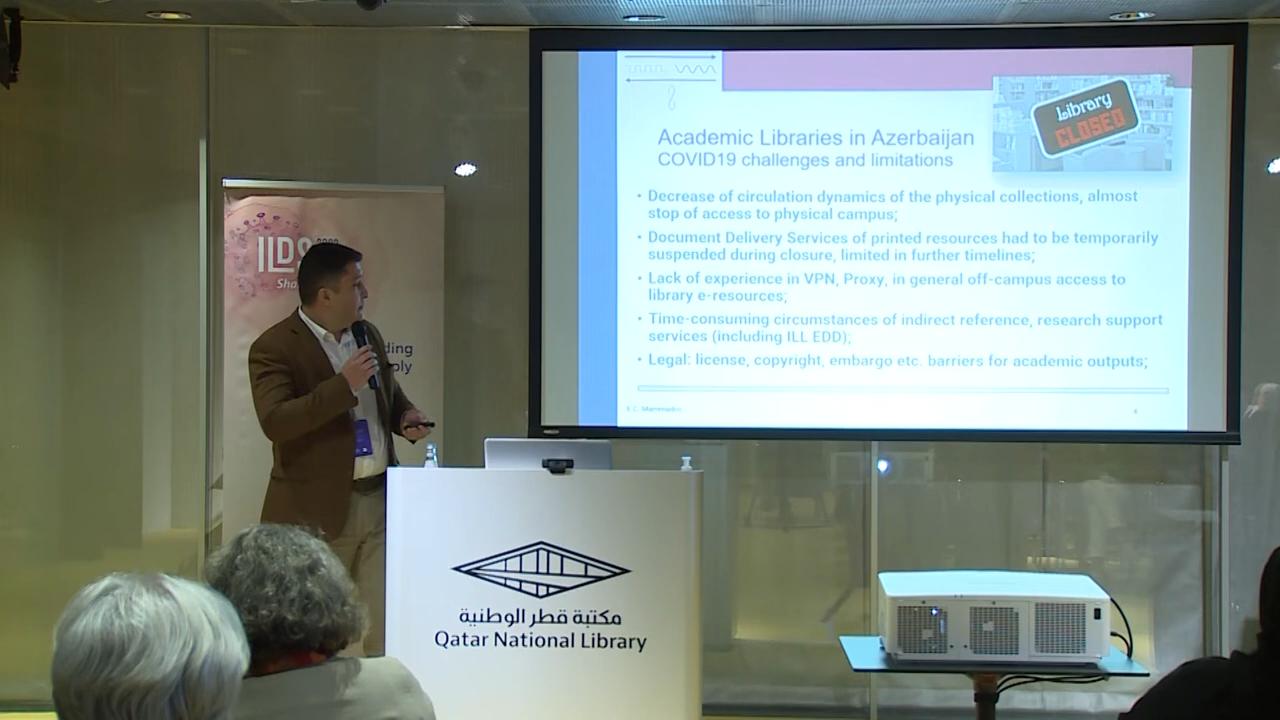 Library
CLOSED
Academic Libraries in Azerbaijan
COVID19 challenges and limitations
• Decrease of circulation dynamics of the physical collections, almost
stop of access to physical campus;
• Document Delivery Services of printed resources had to be temporarily
suspended during closure, limited in further timelines;
• Lack of experience in VPN, Proxy, in general off-campus access to
library e-resources;
• Time-consuming circumstances of indirect reference, research support
services (including ILL EDD);
• Legal: license, copyright, embargo etc. barriers for academic outputs;
ILDS
مكتبة قطر الوطنية
Qatar National Library